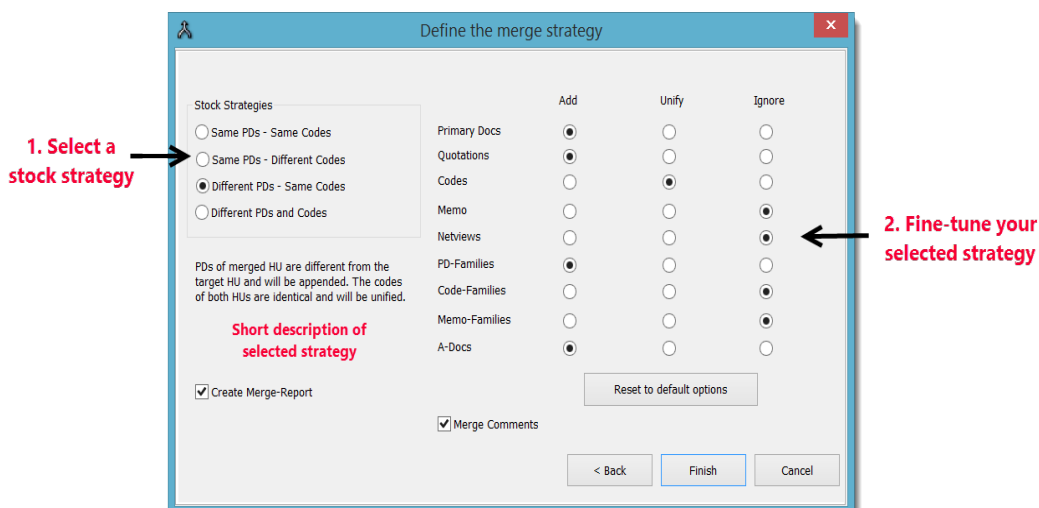 Define the merge strategy
x
Stock Strategies
Same PDs - Same Codes
Same PDs - Different Codes
Different PDs - Same Codes
Different PDs and Codes
1. Select a
stock strategy
PDs of merged HU are different from the
target HU and will be appended. The codes
of both HUs are identical and will be unified.
Short description of
selected strategy
Create Merge-Report
Add Unify Ignore
Primary Docs
Quotations
Codes
Memo
Netviews
PD-Families
Code-Families
Memo-Families
A-Docs
2. Fine-tune your
selected strategy
Reset to default options
Merge Comments
< Back Finish Cancel